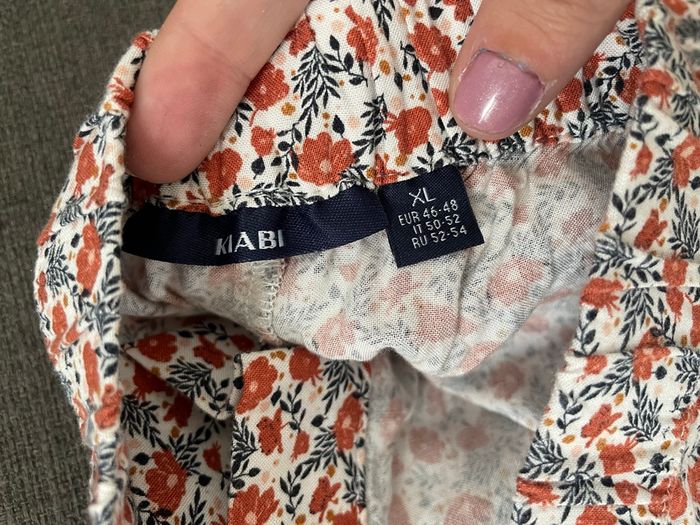 KIABI
XL
EUR 46-48
IT 50-52
RU 52-54